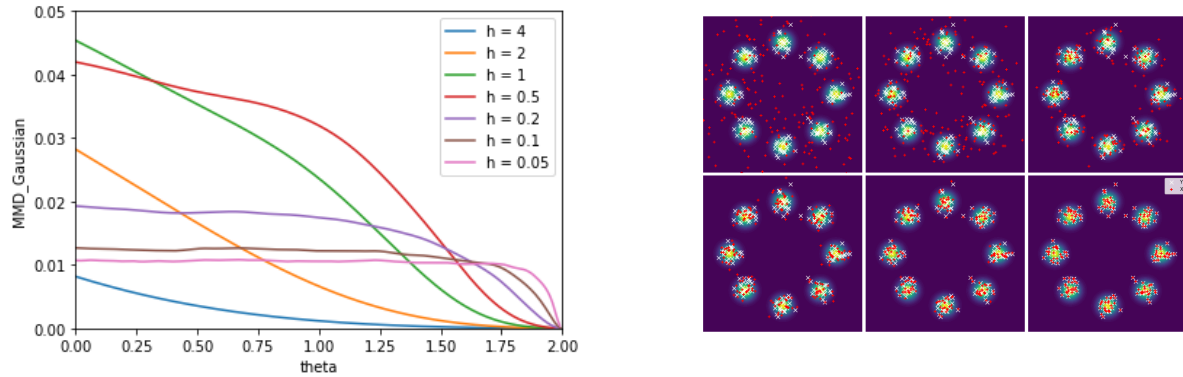 MMD_Gaussian
0.05
0.04
0.03
0.02
0.01
0.00
h = 4
h = 2
h = 1
h = 0.5
h = 0.2
h = 0.1
h = 0.05
0.00 0.25 0.50 0.75 1.00 1.25 1.50 1.75 2.00
theta